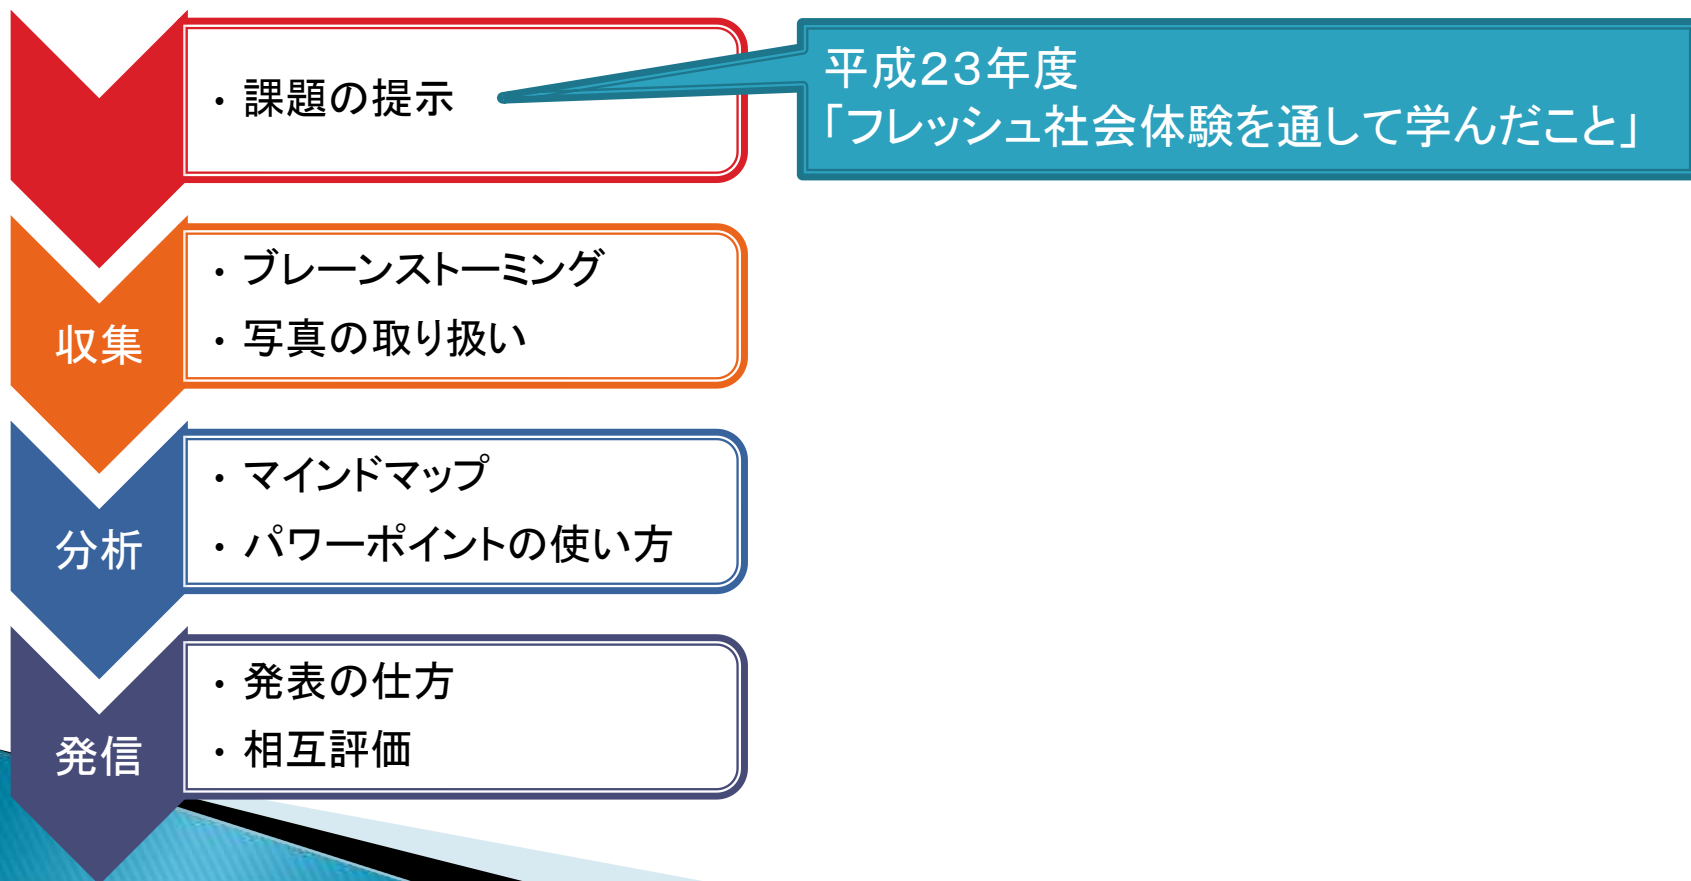 ・課題の提示
平成23年度
「フレッシュ社会体験を通して学んだこと」
収集
・ブレーンストーミング
・写真の取り扱い
分析
・マインドマップ
・パワーポイントの使い方
発信
・発表の仕方
・相互評価